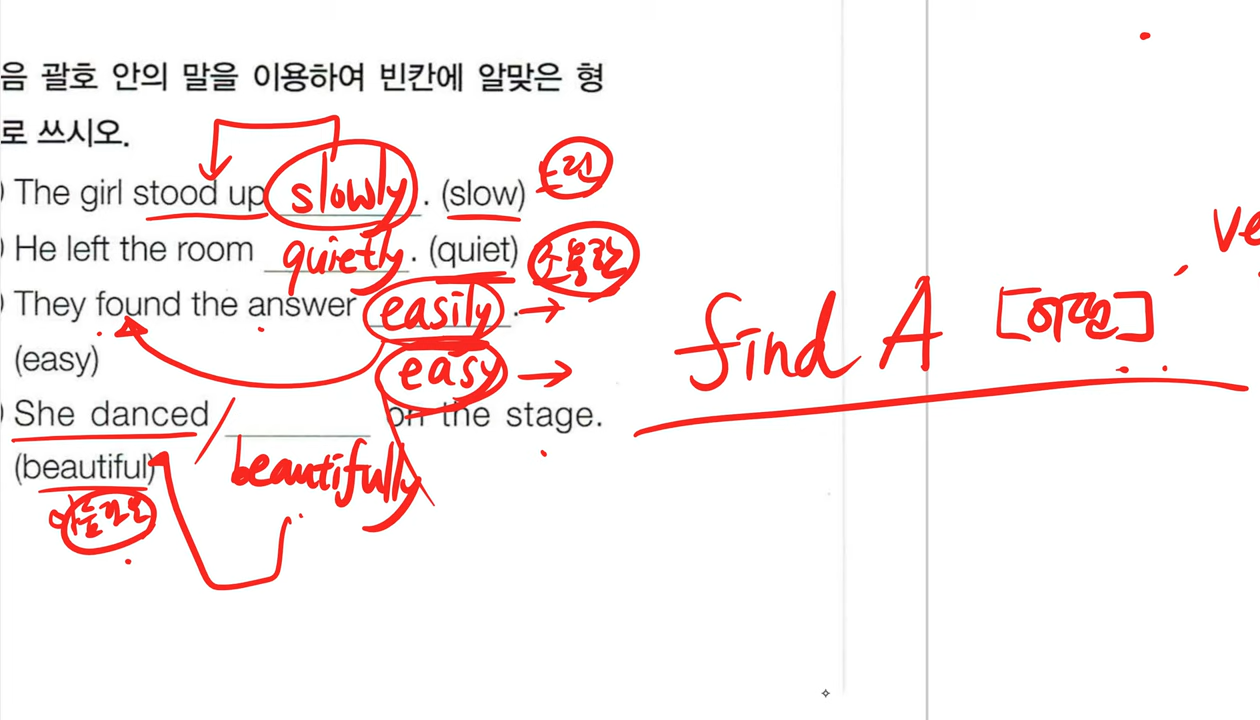 음 괄호 안의 말을 이용하여 빈칸에 알맞은 형
로 쓰시오.
) The girl stood up slowly. (slow) 느린
) He left the room quietly. (quiet) 조용한
) They found the answer easily. →
(easy) easy →
) She danced / on the stage.
(beautiful) beautifully
아름다운
find A [어떤]
ve